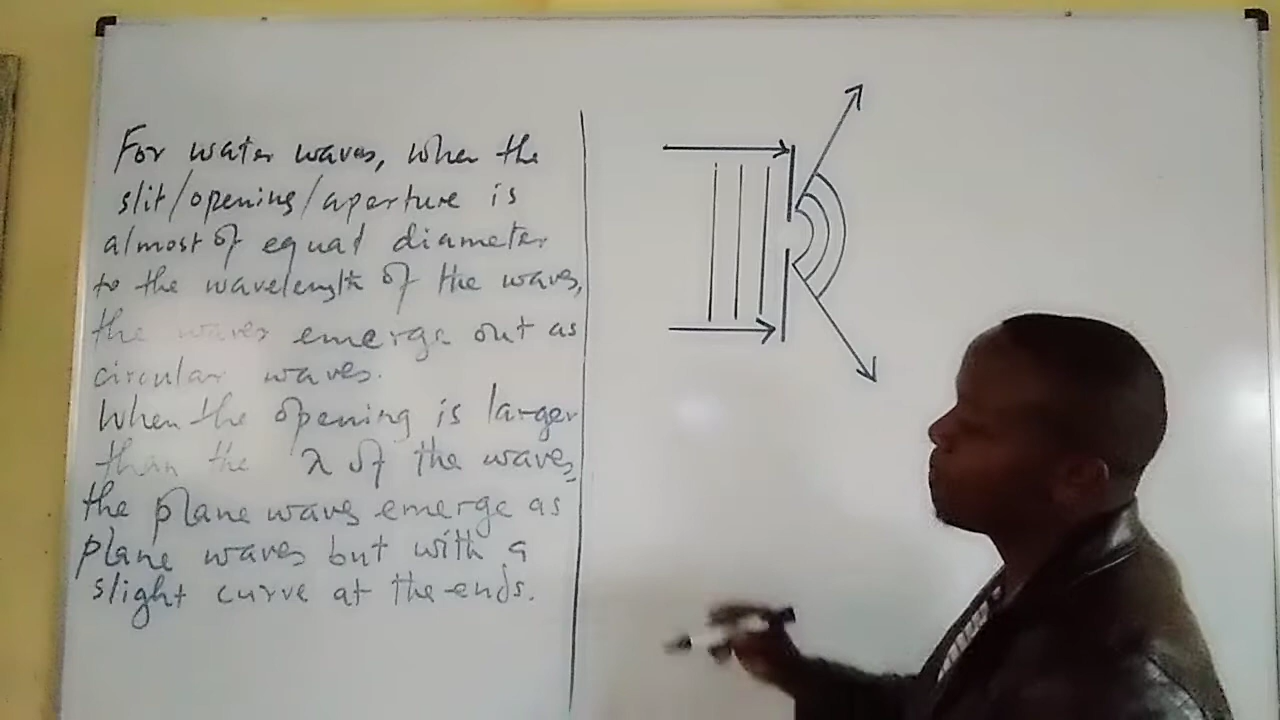 For water waves, when the
slit/opening/aperture is
almost of equal diameter
to the wavelength of the waves,
the waves emerge out as
circular waves.
When the opening is larger
than the λ of the waves,
the plane waves emerge as
plane waves but with a
slight curve at the ends.